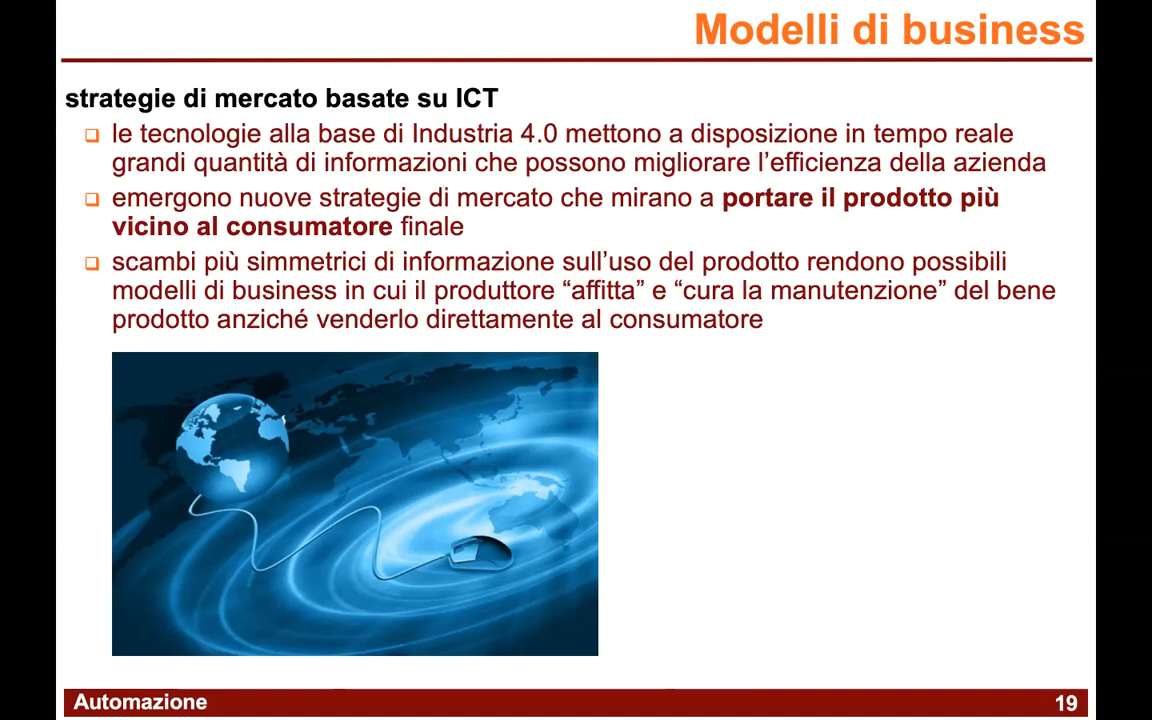 Modelli di business
strategie di mercato basate su ICT
le tecnologie alla base di Industria 4.0 mettono a disposizione in tempo reale
grandi quantità di informazioni che possono migliorare l’efficienza della azienda
emergono nuove strategie di mercato che mirano a portare il prodotto più
vicino al consumatore finale
scambi più simmetrici di informazione sull’uso del prodotto rendono possibili
modelli di business in cui il produttore “affitta” e “cura la manutenzione” del bene
prodotto anziché venderlo direttamente al consumatore
Automazione
19